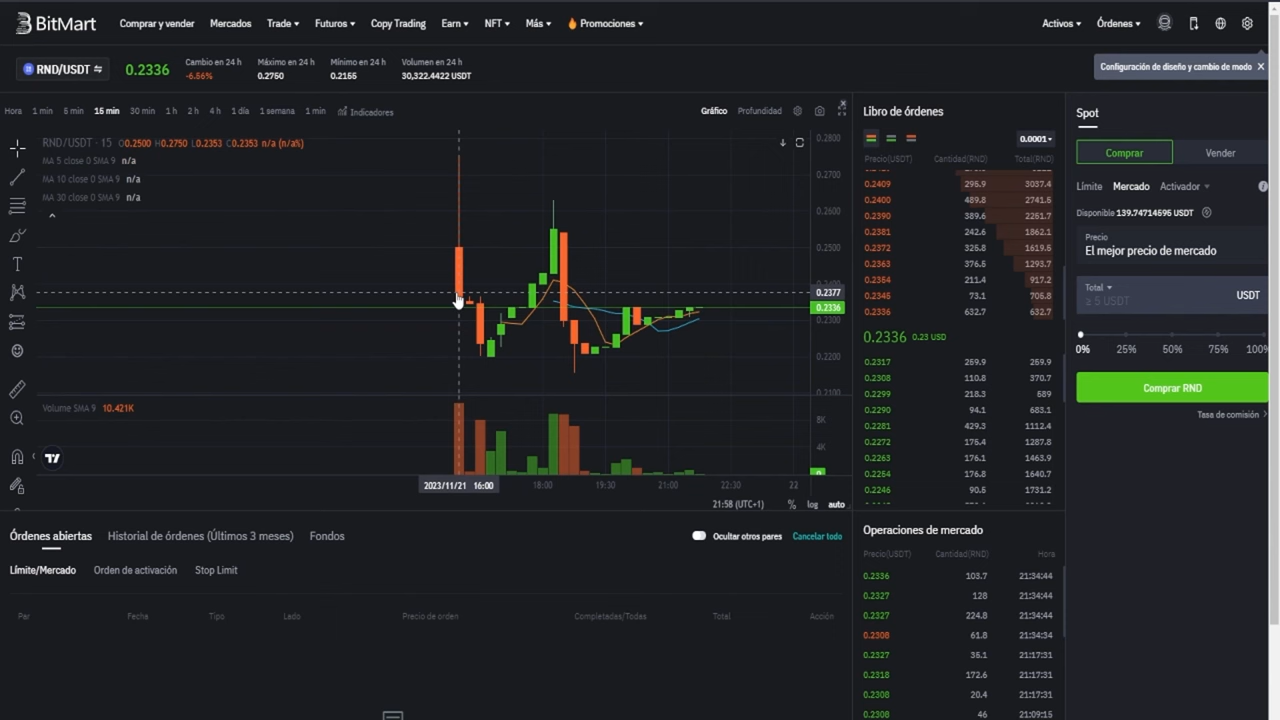 BitMart Comprar y vender Mercados Trade Futuros Copy Trading Earn NFT Más Promociones Activos Órdenes
RND/USDT 0.2336 Cambio en 24 h Máximo en 24 h Mínimo en 24 h Volumen en 24 h
-6.56% 0.2750 0.2155 30,322.4422 USDT
Configuración de diseño y cambio de modo
Hora 1 min 5 min 15 min 30 min 1 h 2 h 4 h 1 día 1 semana 1 min Indicadores Gráfico Profundidad
RND/USDT · 15 O0.2500 H0.2750 L0.2353 C0.2353 n/a (n/a%)
MA 5 close 0 SMA 9 n/a
MA 10 close 0 SMA 9 n/a
MA 30 close 0 SMA 9 n/a
0.2800
0.2700
0.2600
0.2500
0.2377
0.2336
0.2300
0.2200
0.2100
Volume SMA 9 10.421K
8K
4K
0
2023/11/21 16:00 18:00 19:30 21:00 22:30 22
21:58 (UTC+1) % log auto
Libro de órdenes
0.0001
Precio(USDT) Cantidad(RND) Total(RND)
0.2409 295.9 3037.4
0.2400 489.8 2741.5
0.2390 389.6 2251.7
0.2381 242.6 1862.1
0.2372 325.8 1619.5
0.2363 376.5 1293.7
0.2354 211.4 917.2
0.2345 73.1 705.8
0.2336 632.7 632.7
0.2336 0.23 USD
0.2317 259.9 259.9
0.2308 110.8 370.7
0.2299 218.3 589
0.2290 94.1 683.1
0.2281 429.3 1112.4
0.2272 175.4 1287.8
0.2263 176.1 1463.9
0.2254 176.8 1640.7
0.2246 90.5 1731.2
Operaciones de mercado
Precio(USDT) Cantidad(RND) Hora
0.2336 103.7 21:34:44
0.2327 128 21:34:44
0.2327 224.8 21:34:44
0.2308 61.8 21:34:34
0.2327 35.1 21:17:31
0.2318 172.6 21:17:31
0.2308 20.4 21:17:31
0.2308 46 21:09:15
Spot
Comprar Vender
Límite Mercado Activador
Disponible 139.74714595 USDT
Precio
El mejor precio de mercado
Total
≥ 5 USDT USDT
0% 25% 50% 75% 100%
Comprar RND
Tasa de comisión
Órdenes abiertas Historial de órdenes (Últimos 3 meses) Fondos Ocultar otros pares Cancelar todo
Límite/Mercado Orden de activación Stop Limit
Par Fecha Tipo Lado Precio de orden Completadas/Todas Total Acción